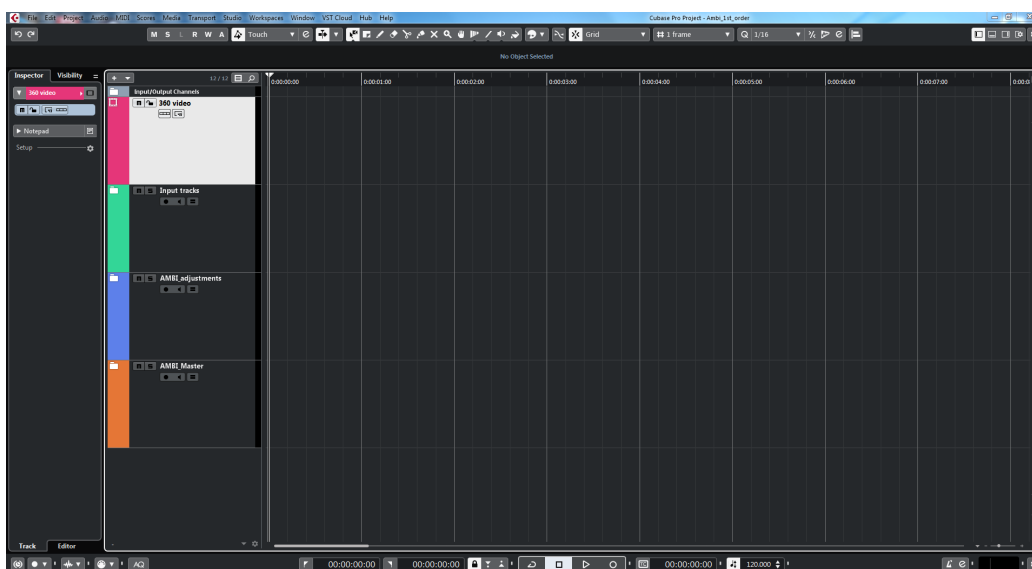 File Edit Project Audio MIDI Scores Media Transport Studio Workspaces Window VST Cloud Hub Help Cubase Pro Project - Ambi_1st_order
M S L R W A Touch Grid 1 frame Q 1/16
No Object Selected
Inspector Visibility 12 / 12 0:00:00:00 0:00:01:00 0:00:02:00 0:00:03:00 0:00:04:00 0:00:05:00 0:00:06:00 0:00:07:00
360 video Input/Output Channels
360 video
Notepad
Setup
Input tracks
AMBI_adjustments
AMBI_Master
Track Editor
AQ 00:00:00:00 00:00:00:00 00:00:00:00 120.000